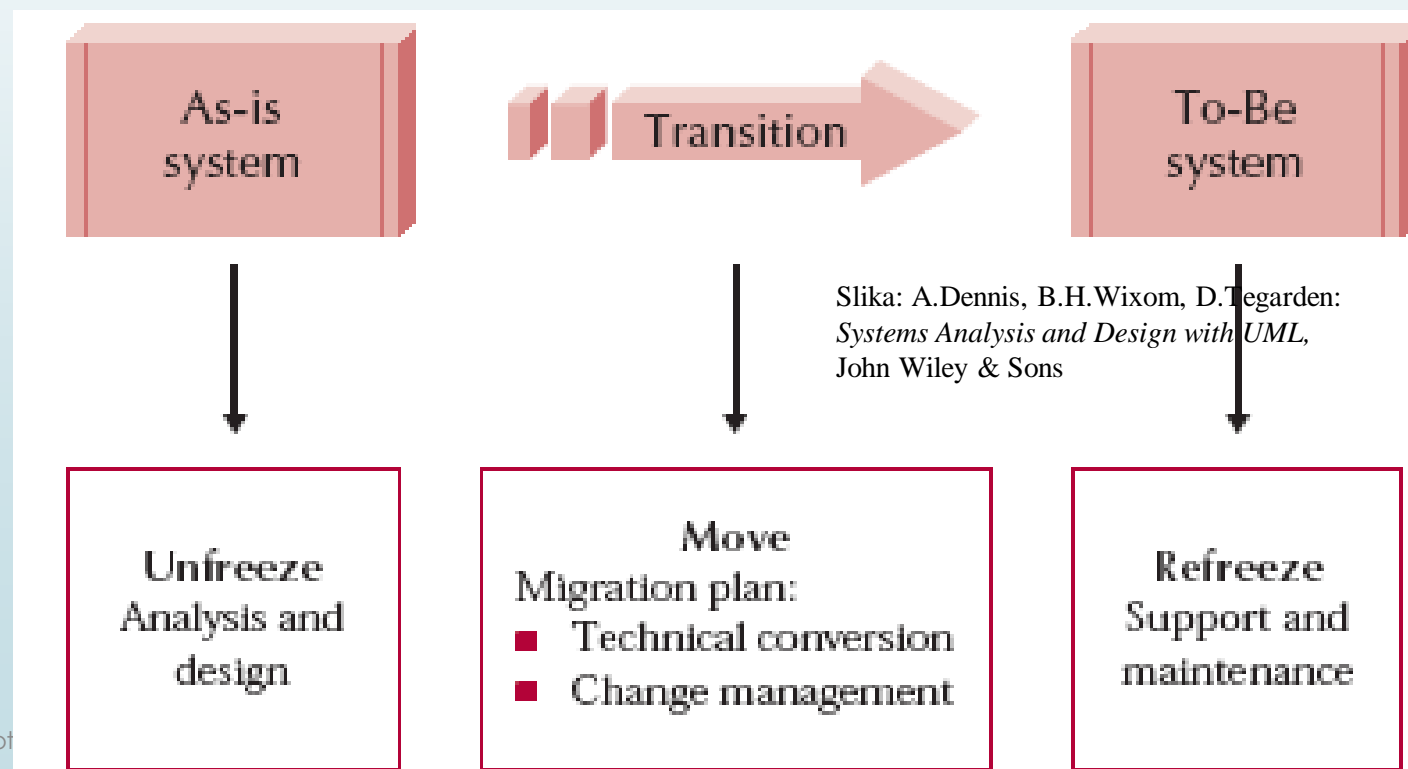 As-is
system
Transition
To-Be
system
Slika: A.Dennis, B.H.Wixom, D.Tegarden:
Systems Analysis and Design with UML,
John Wiley & Sons
Unfreeze
Analysis and
design
Move
Migration plan:
Technical conversion
Change management
Refreeze
Support and
maintenance